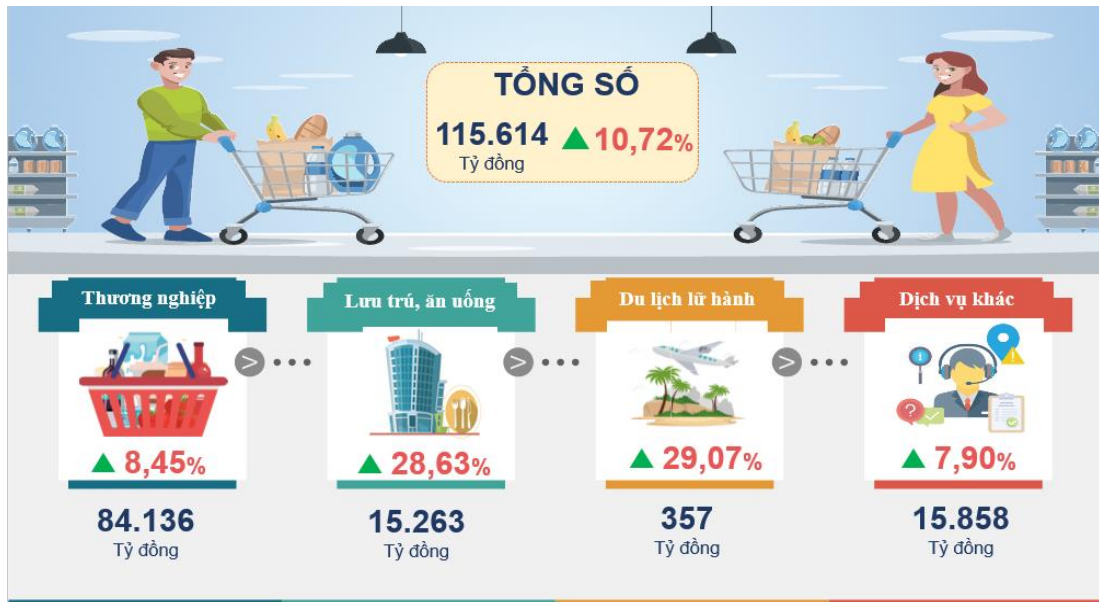 TỔNG SỐ
115.614 10,72%
Tỷ đồng
Thương nghiệp
Lưu trú, ăn uống
Du lịch lữ hành
Dịch vụ khác
8,45%
28,63%
29,07%
7,90%
84.136
Tỷ đồng
15.263
Tỷ đồng
357
Tỷ đồng
15.858
Tỷ đồng